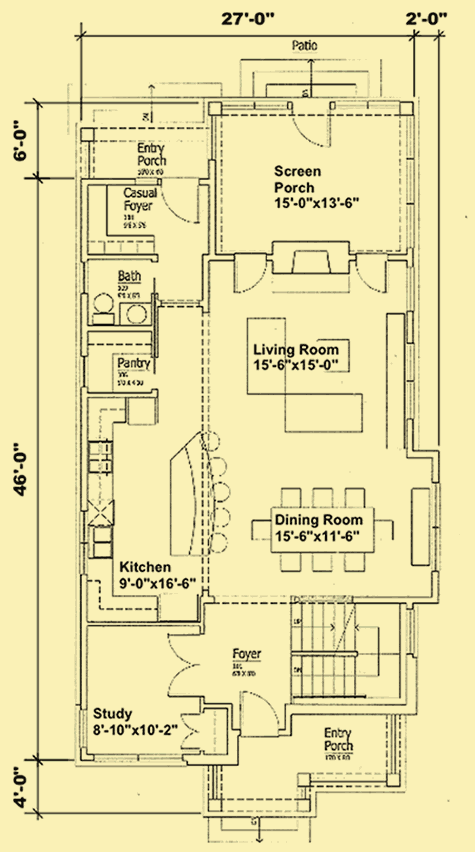 27'-0"
2'-0"
Patio
6'-0"
Entry
Porch
Screen
Porch
15'-0"x13'-6"
Casual
Foyer
Bath
Pantry
Living Room
15'-6"x15'-0"
46'-0"
Dining Room
15'-6"x11'-6"
Kitchen
9'-0"x16'-6"
Foyer
Study
8'-10"x10'-2"
Entry
Porch
4'-0"